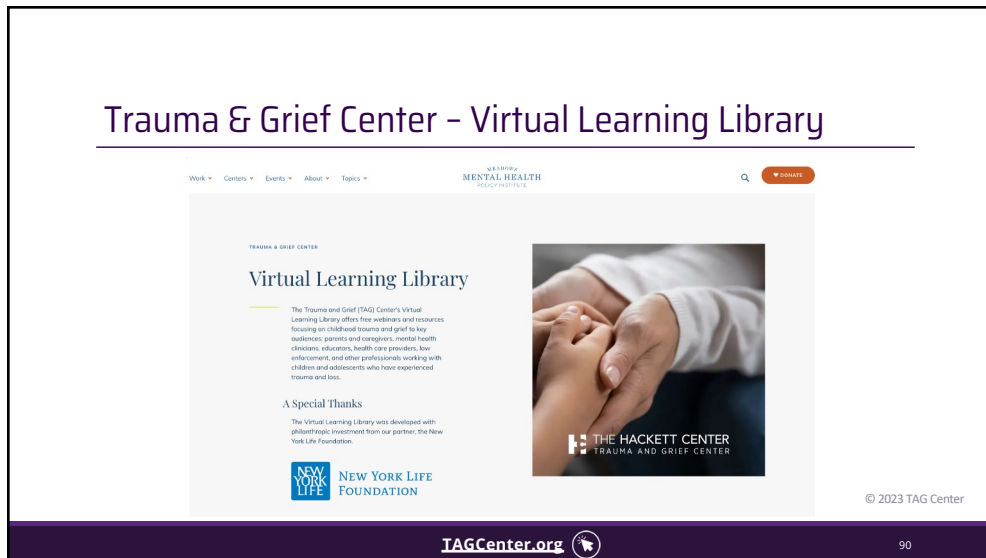 Trauma & Grief Center – Virtual Learning Library
Work Centers Events About Topics
MEADOWS
MENTAL HEALTH
POLICY INSTITUTE
DONATE
TRAUMA & GRIEF CENTER
Virtual Learning Library
The Trauma and Grief (TAG) Center's Virtual
Learning Library offers free webinars and resources
focusing on childhood trauma and grief to key
audiences: parents and caregivers, mental health
clinicians, educators, health care providers, law
enforcement, and other professionals working with
children and adolescents who have experienced
trauma and loss.
A Special Thanks
The Virtual Learning Library was developed with
philanthropic investment from our partner, the New
York Life Foundation.
NEW
YORK
LIFE
NEW YORK LIFE
FOUNDATION
THE HACKETT CENTER
TRAUMA AND GRIEF CENTER
© 2023 TAG Center
TAGCenter.org
90